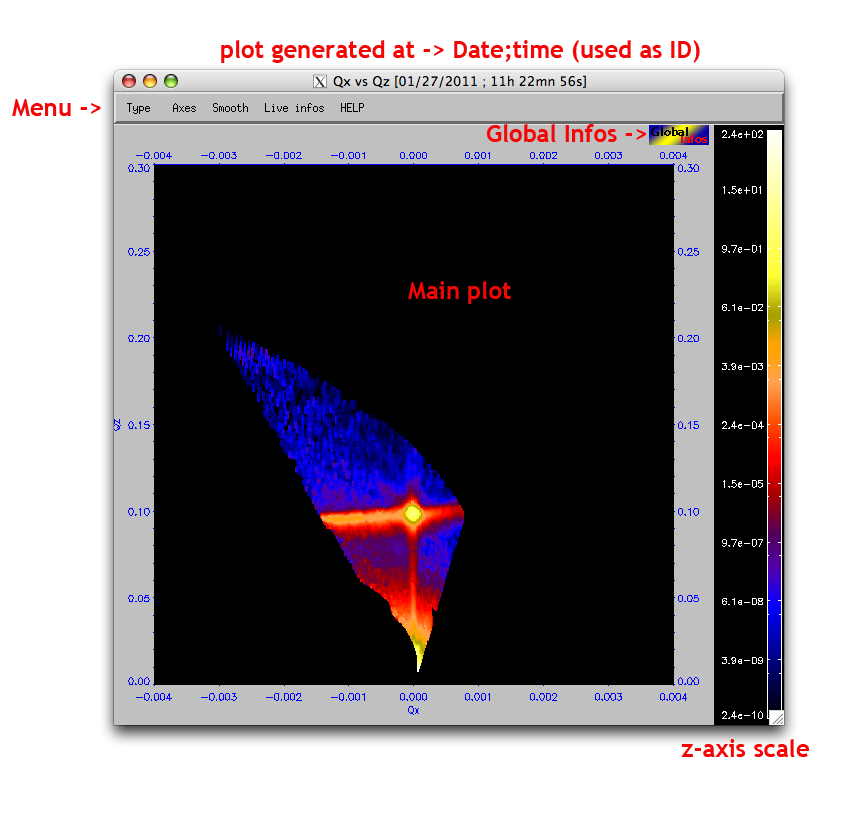 plot generated at -> Date;time (used as ID)
X Qx vs Qz [01/27/2011 ; 11h 22mn 56s]
Menu ->
Type Axes Smooth Live infos HELP
Global Infos -> Global Infos
-0.004 -0.003 -0.002 -0.001 0.000 0.001 0.002 0.003 0.004
0.30 0.30
0.25 0.25
0.20 0.20
0.15 0.15
0.10 0.10
0.05 0.05
0.00 0.00
Qz
Main plot
-0.004 -0.003 -0.002 -0.001 0.000 0.001 0.002 0.003 0.004
Qx
2.4e+02
1.5e+01
9.7e-01
6.1e-02
3.9e-03
2.4e-04
1.5e-05
9.7e-07
6.1e-08
3.9e-09
2.4e-10
z-axis scale